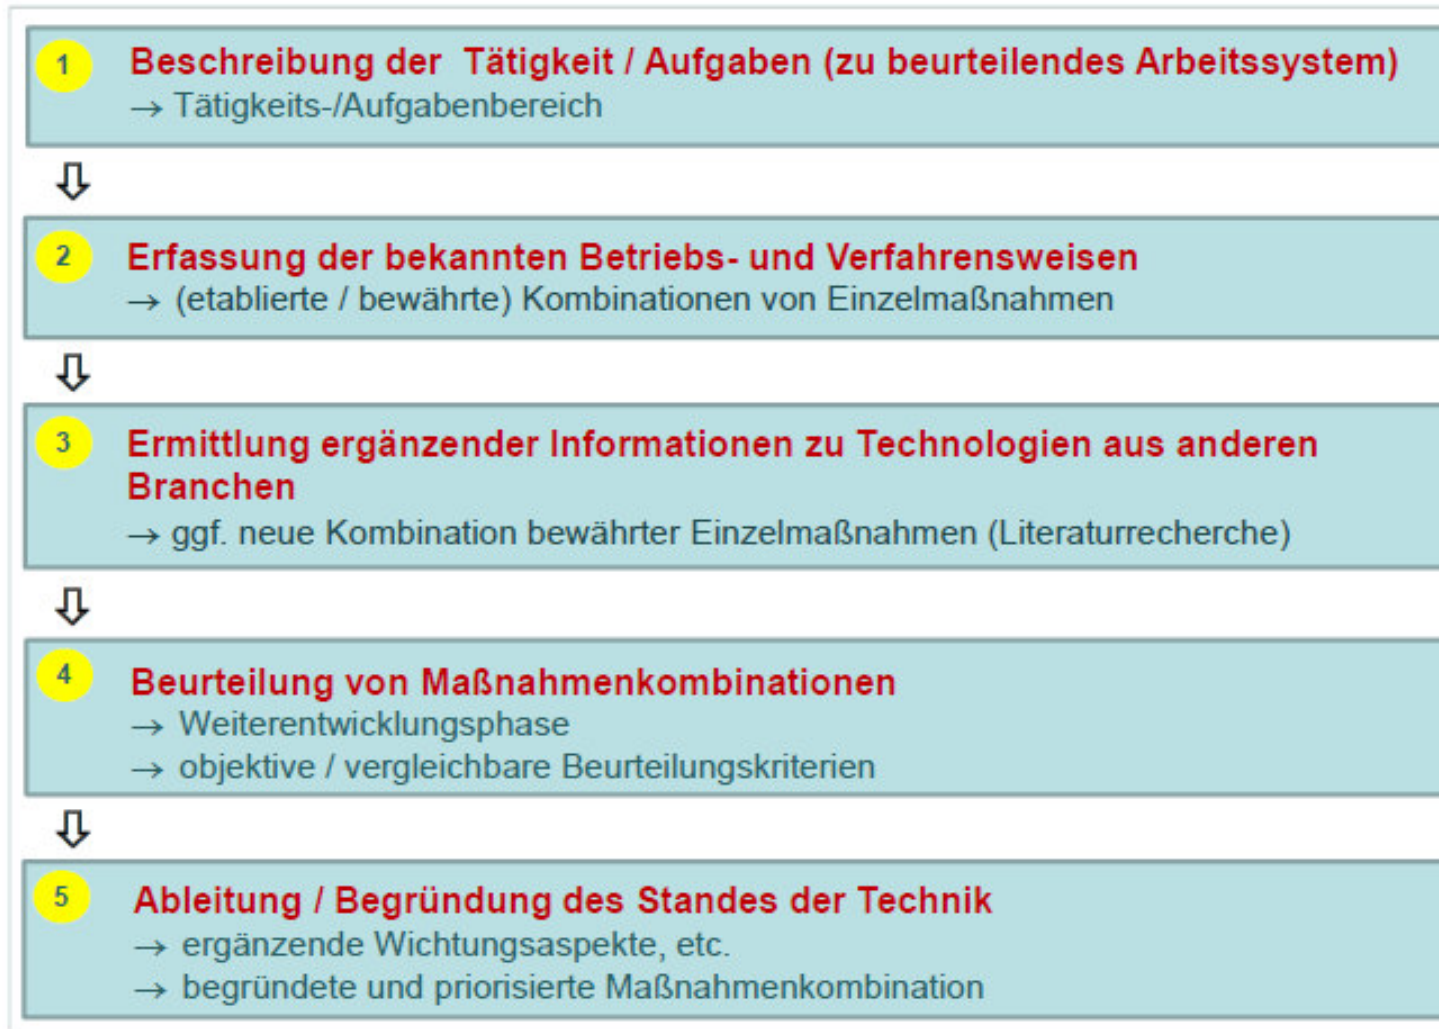 1
Beschreibung der Tätigkeit / Aufgaben (zu beurteilendes Arbeitssystem)
→ Tätigkeits-/Aufgabenbereich
2
Erfassung der bekannten Betriebs- und Verfahrensweisen
→ (etablierte / bewährte) Kombinationen von Einzelmaßnahmen
3
Ermittlung ergänzender Informationen zu Technologien aus anderen
Branchen
→ ggf. neue Kombination bewährter Einzelmaßnahmen (Literaturrecherche)
4
Beurteilung von Maßnahmenkombinationen
→ Weiterentwicklungsphase
→ objektive / vergleichbare Beurteilungskriterien
5
Ableitung / Begründung des Standes der Technik
→ ergänzende Wichtungsaspekte, etc.
→ begründete und priorisierte Maßnahmenkombination